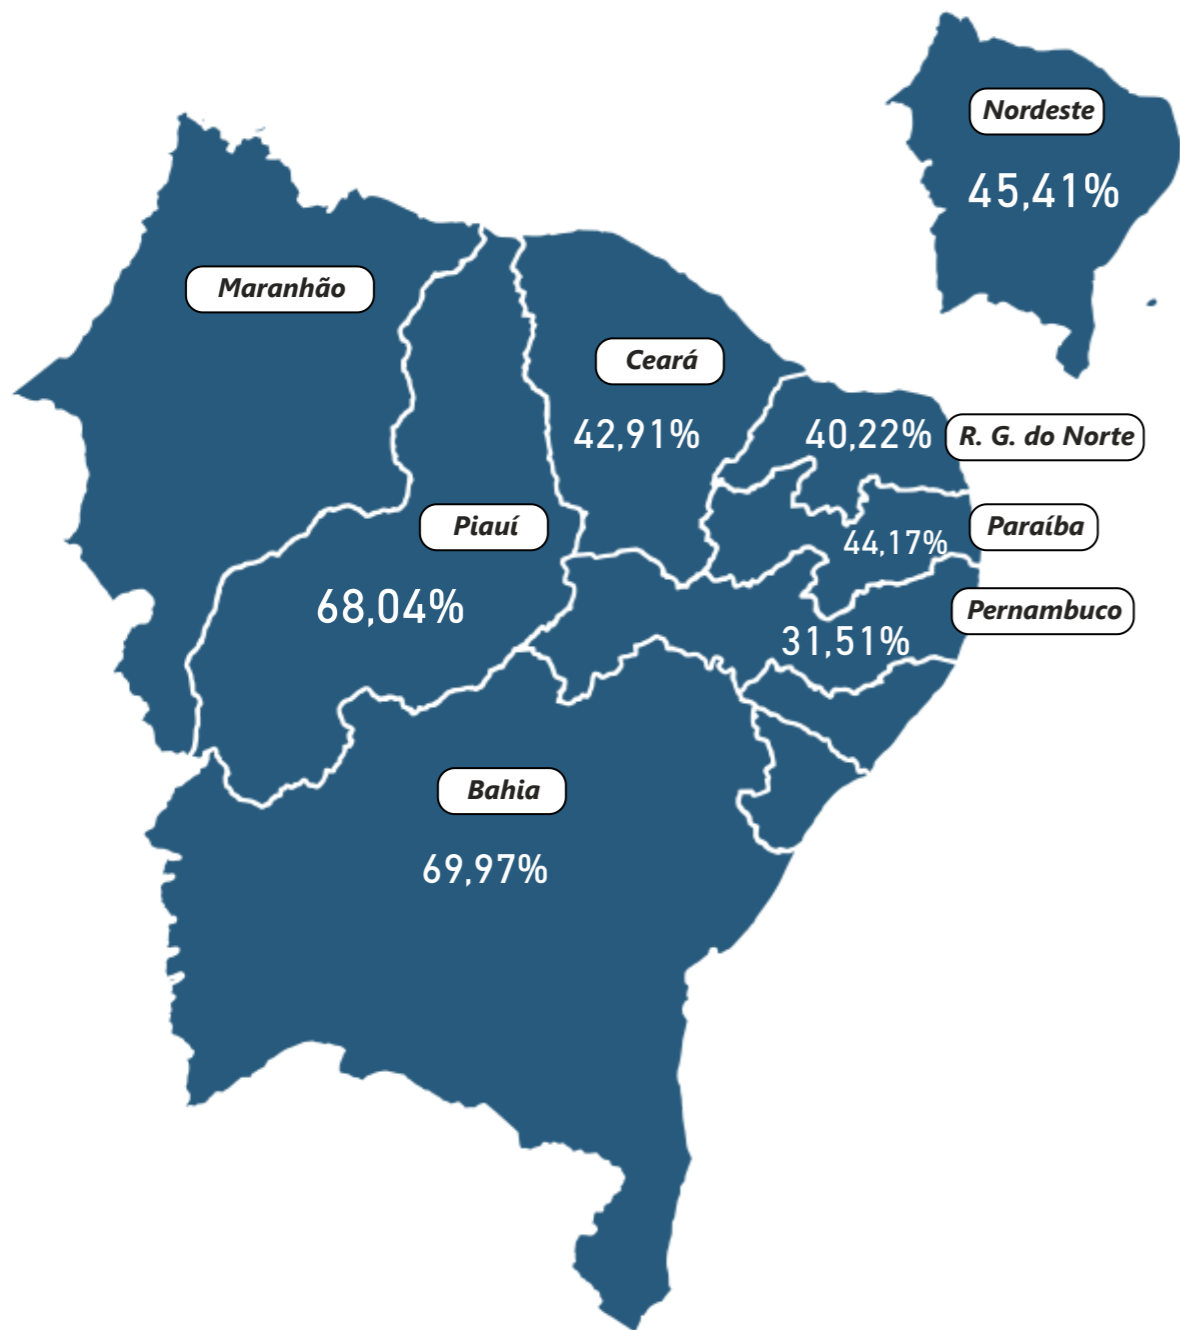 Nordeste
45,41%
Maranhão
Ceará
42,91%
40,22%
R. G. do Norte
Piauí
68,04%
Paraíba
44,17%
Pernambuco
31,51%
Bahia
69,97%